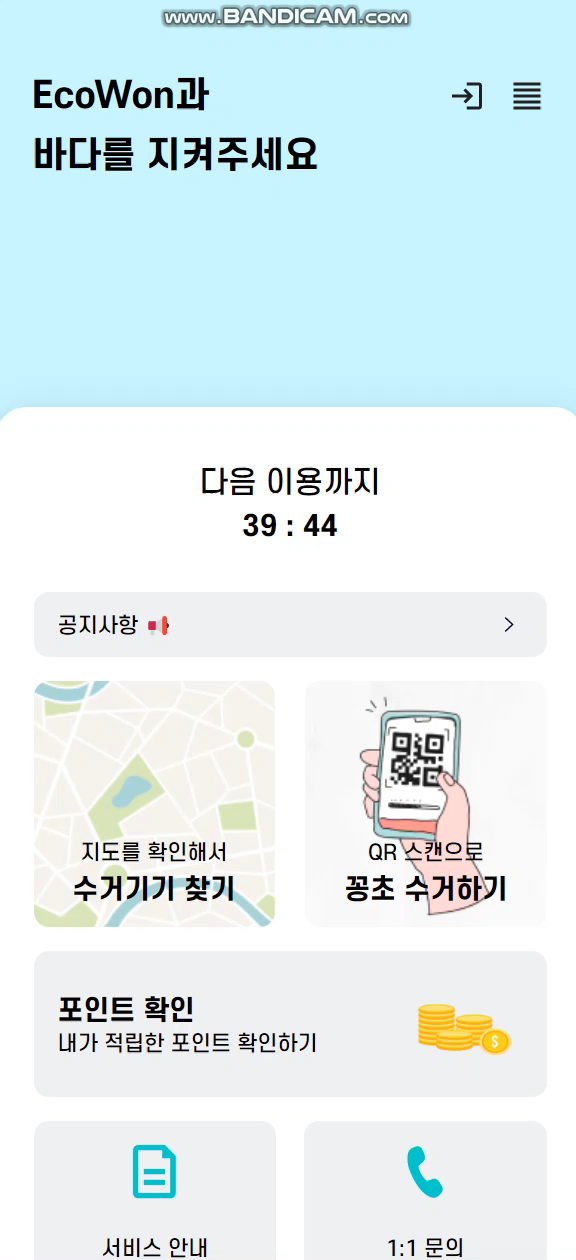 www.BANDICAM.com
EcoWon과
바다를 지켜주세요
다음 이용까지
39 : 44
공지사항
지도를 확인해서
수거기기 찾기
QR 스캔으로
꽁초 수거하기
포인트 확인
내가 적립한 포인트 확인하기
$
서비스 안내
1:1 문의